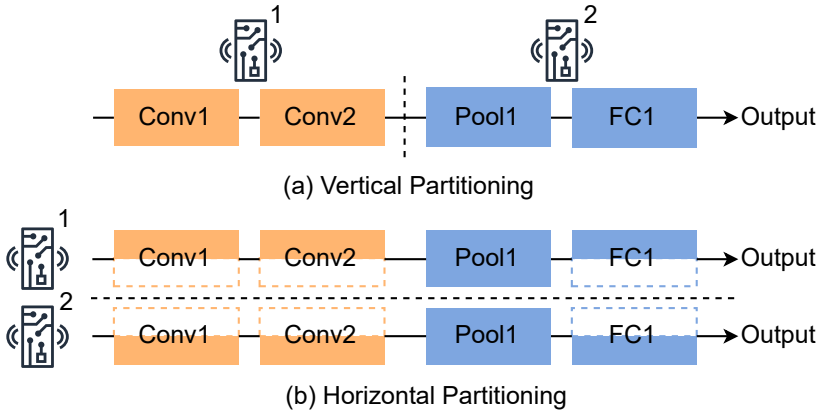 1 2
Conv1 Conv2 Pool1 FC1 Output
(a) Vertical Partitioning
1
Conv1 Conv2 Pool1 FC1 Output
2
Conv1 Conv2 Pool1 FC1 Output
(b) Horizontal Partitioning